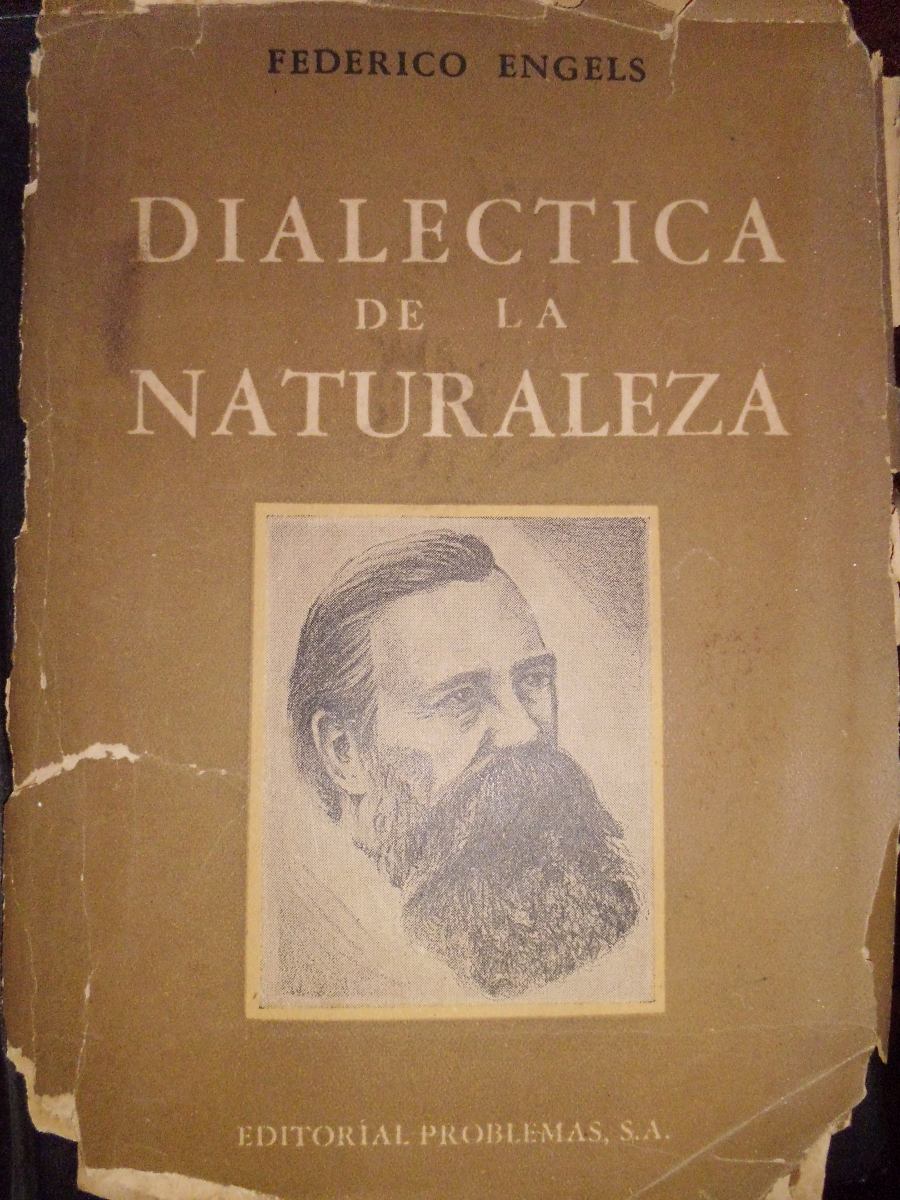 FEDERICO ENGELS
DIALECTICA
DE LA
NATURALEZA
EDITORIAL PROBLEMAS, S.A.